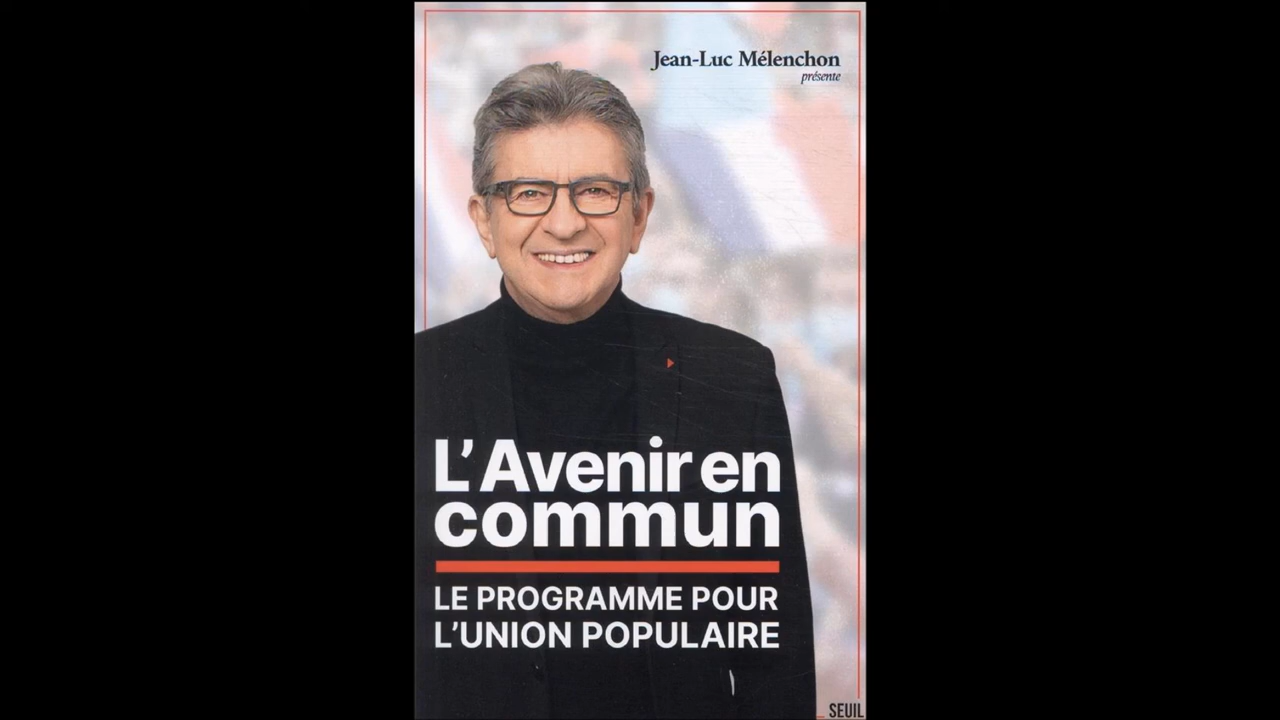 Jean-Luc Mélenchon
présente
L'Avenir en
commun
LE PROGRAMME POUR
L'UNION POPULAIRE
SEUIL